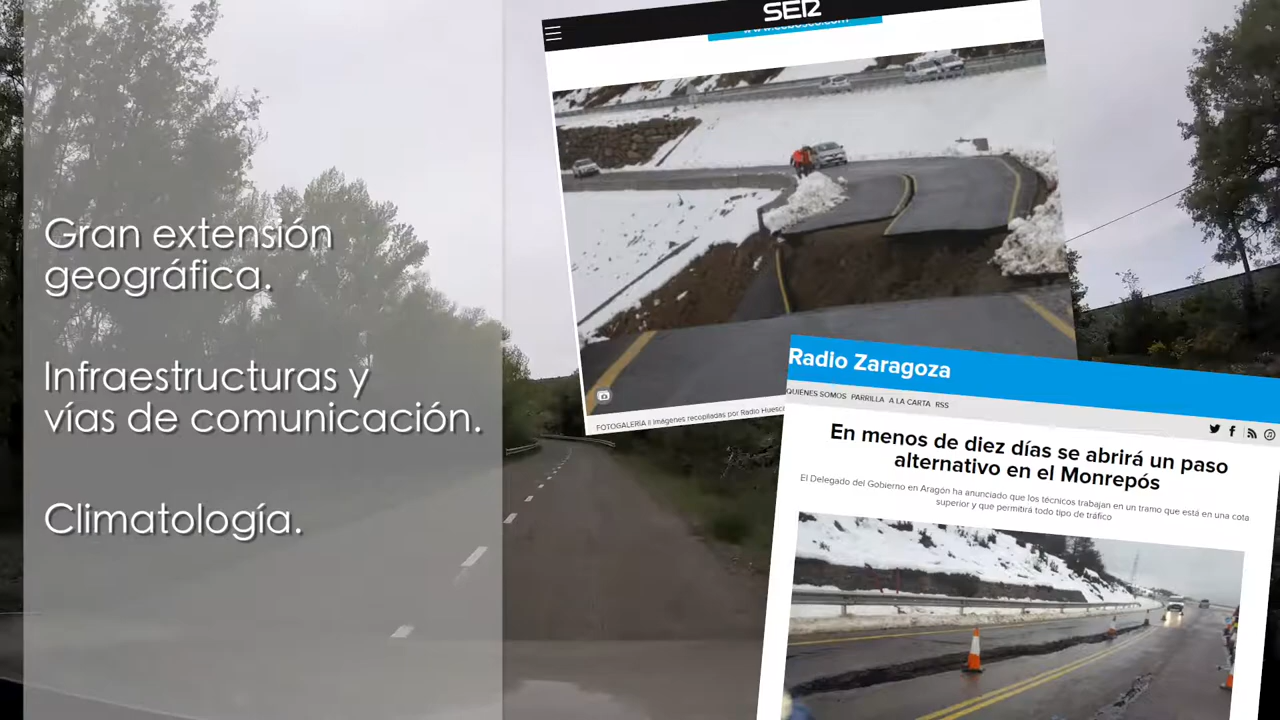 Gran extensión
geográfica.
Infraestructuras y
vías de comunicación.
Climatología.
SER
FOTOGALERÍA || Imágenes recopiladas por Radio Huesca
Radio Zaragoza
QUIENES SOMOS PARRILLA A LA CARTA RSS
En menos de diez días se abrirá un paso
alternativo en el Monrepós
El Delegado del Gobierno en Aragón ha anunciado que los técnicos trabajan en un tramo que está en una cota
superior y que permitirá todo tipo de tráfico